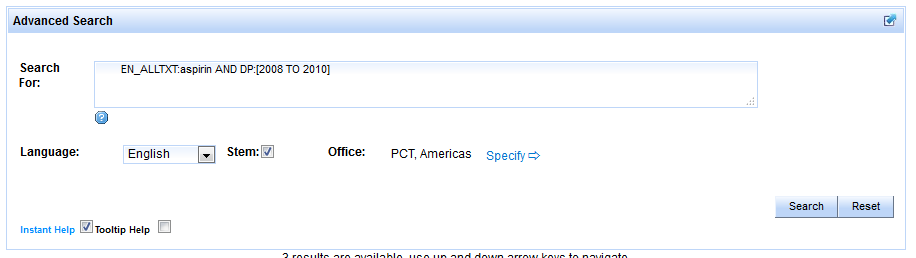 Advanced Search
Search For:
EN_ALLTXT:aspirin AND DP:[2008 TO 2010]
?
Language: English Stem: Office: PCT, Americas Specify ⇨
Search Reset
Instant Help Tooltip Help
3 results are available, use up and down arrow keys to navigate.